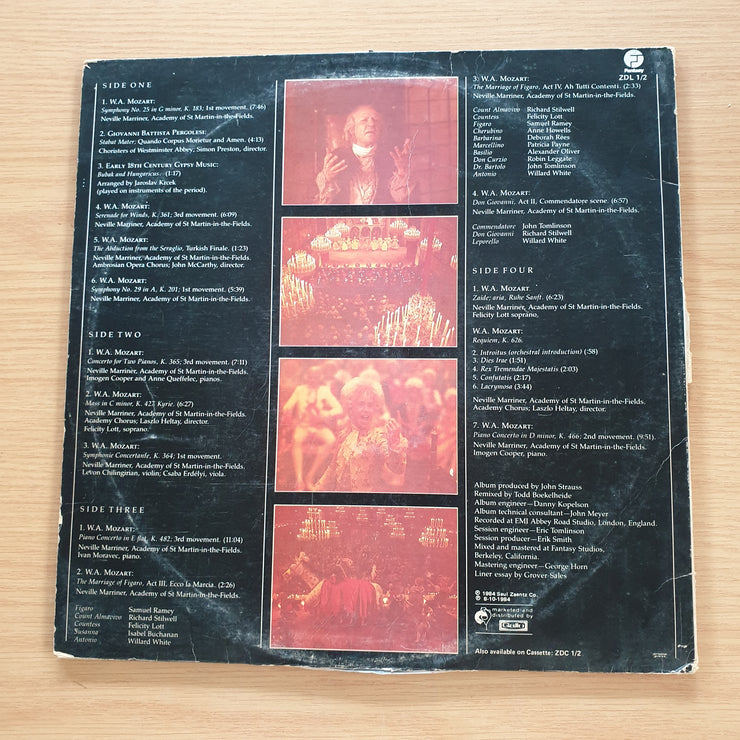 SIDE ONE
1. W.A. MOZART:
Symphony No. 25 in G minor, K. 183; 1st movement. (7:46)
Neville Marriner, Academy of St Martin-in-the-Fields.
2. GIOVANNI BATTISTA PERGOLESI:
Stabat Mater; Quando Corpus Morietur and Amen. (4:13)
Choristers of Westminster Abbey; Simon Preston, director.
3. EARLY 18TH CENTURY GYPSY MUSIC:
Bubak and Hungaricus. (1:17)
Arranged by Jaroslav Krcek
(played on instruments of the period).
4. W.A. MOZART:
Serenade for Winds, K. 361; 3rd movement. (6:09)
Neville Marriner, Academy of St Martin-in-the-Fields.
5. W.A. MOZART:
The Abduction from the Seraglio, Turkish Finale. (1:23)
Neville Marriner, Academy of St Martin-in-the-Fields.
Ambrosian Opera Chorus; John McCarthy, director.
6. W.A. MOZART:
Symphony No. 29 in A, K. 201; 1st movement. (5:39)
Neville Marriner, Academy of St Martin-in-the-Fields.
SIDE TWO
1. W.A. MOZART:
Concerto for Two Pianos, K. 365; 3rd movement. (7:11)
Neville Marriner, Academy of St Martin-in-the-Fields.
Imogen Cooper and Anne Queffelec, pianos.
2. W.A. MOZART:
Mass in C minor, K. 427, Kyrie. (6:27)
Neville Marriner, Academy of St Martin-in-the-Fields.
Academy Chorus; Laszlo Heltay, director.
Felicity Lott, soprano.
3. W.A. MOZART:
Symphonie Concertante, K. 364; 1st movement.
Neville Marriner, Academy of St Martin-in-the-Fields.
Levon Chilingirian, violin; Csaba Erdélyi, viola.
SIDE THREE
1. W.A. MOZART:
Piano Concerto in E flat, K. 482; 3rd movement. (11:04)
Neville Marriner, Academy of St Martin-in-the-Fields.
Ivan Moravec, piano.
2. W.A. MOZART:
The Marriage of Figaro, Act III, Ecco la Marcia. (2:26)
Neville Marriner, Academy of St Martin-in-the-Fields.
Figaro Samuel Ramey
Count Almavivo Richard Stilwell
Countess Felicity Lott
Susanna Isabel Buchanan
Antonio Willard White
Fantasy
ZDL 1/2
3: W.A. MOZART:
The Marriage of Figaro, Act IV, Ah Tutti Contenti. (2:33)
Neville Marriner, Academy of St Martin-in-the-Fields.
Count Almavivo Richard Stilwell
Countess Felicity Lott
Figaro Samuel Ramey
Cherubino Anne Howells
Barbarina Deborah Rees
Marcellino Patricia Payne
Basilio Alexander Oliver
Don Curzio Robin Leggate
Dr. Bartolo John Tomlinson
Antonio Willard White
4. W.A. MOZART:
Don Giovanni, Act II, Commendatore scene. (6:57)
Neville Marriner, Academy of St Martin-in-the-Fields.
Commendatore John Tomlinson
Don Giovanni Richard Stilwell
Leporello Willard White
SIDE FOUR
1. W.A. MOZART:
Zaide; aria, Ruhe Sanft. (6:23)
Neville Marriner, Academy of St Martin-in-the-Fields.
Felicity Lott soprano,
W.A. MOZART:
Requiem, K. 626.
2. Introitus (orchestral introduction) (:58)
3. Dies Irae (1:51)
4. Rex Tremendae Majestatis (2:03)
5. Confutatis (2:17)
6. Lacrymosa (3:44)
Neville Marriner, Academy of St Martin-in-the-Fields.
Academy Chorus; Laszlo Heltay, director.
7. W.A. MOZART:
Piano Concerto in D minor, K. 466: 2nd movement. (9:51).
Neville Marriner, Academy of St Martin-in-the-Fields.
Imogen Cooper, piano.
Album produced by John Strauss
Remixed by Todd Boekelheide
Album engineer—Danny Kopelson
Album technical consultant—John Meyer
Recorded at EMI Abbey Road Studio, London, England.
Session engineer—Eric Tomlinson
Session producer—Erik Smith
Mixed and mastered at Fantasy Studios,
Berkeley, California.
Mastering engineer—George Horn
Liner essay by Grover Sales
℗ 1984 Saul Zaentz Co.
© 8-10-1984
marketed and
distributed by
Also available on Cassette: ZDC 1/2